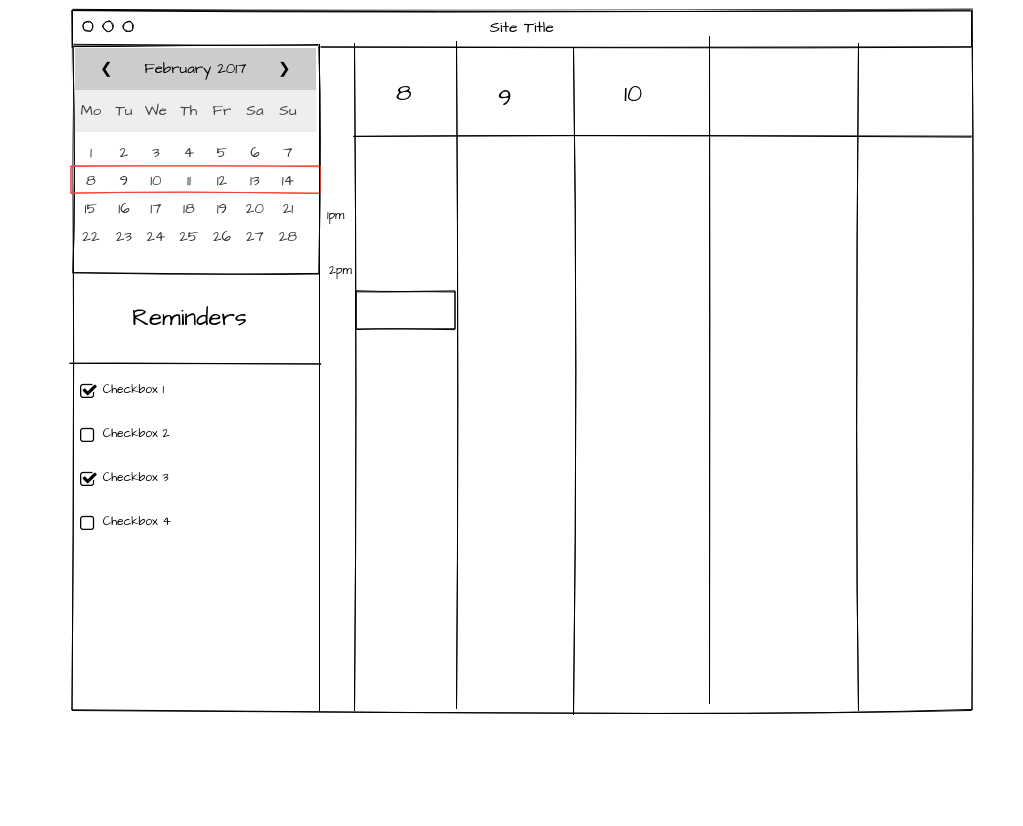 Site Title
❮ February 2017 ❯
Mo Tu We Th Fr Sa Su
1 2 3 4 5 6 7
8 9 10 11 12 13 14
15 16 17 18 19 20 21
22 23 24 25 26 27 28
8 9 10
1pm
2pm
Reminders
Checkbox 1
Checkbox 2
Checkbox 3
Checkbox 4